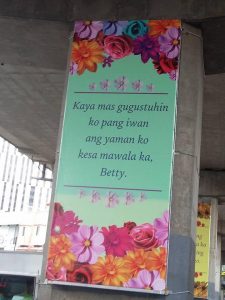 Kaya mas gugustuhin
ko pang iwan
ang yaman ko
kesa mawala ka,
Betty.